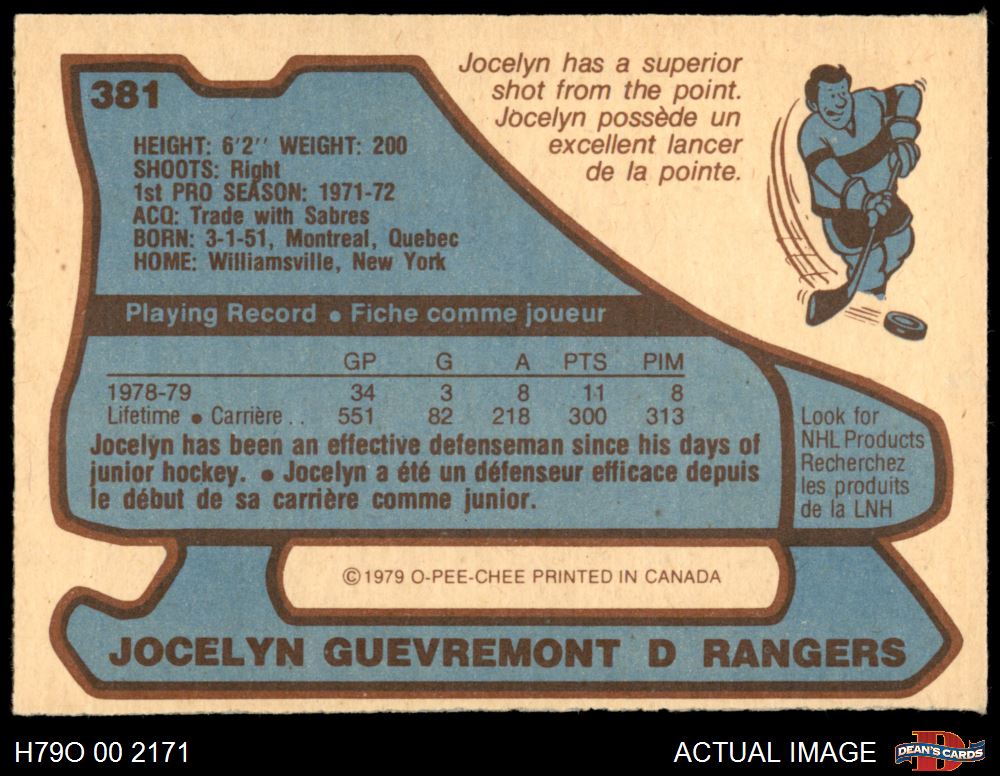 381
Jocelyn has a superior
shot from the point.
Jocelyn possède un
excellent lancer
de la pointe.
HEIGHT: 6'2'' WEIGHT: 200
SHOOTS: Right
1st PRO SEASON: 1971-72
ACQ: Trade with Sabres
BORN: 3-1-51, Montreal, Quebec
HOME: Williamsville, New York
Playing Record • Fiche comme joueur
GP G A PTS PIM
1978-79 34 3 8 11 8
Lifetime • Carrière . . 551 82 218 300 313
Jocelyn has been an effective defenseman since his days of
junior hockey. • Jocelyn a été un défenseur efficace depuis
le début de sa carrière comme junior.
Look for
NHL Products
Recherchez
les produits
de la LNH
©1979 O-PEE-CHEE PRINTED IN CANADA
JOCELYN GUEVREMONT D RANGERS
H79O 00 2171
ACTUAL IMAGE
DEAN'S CARDS